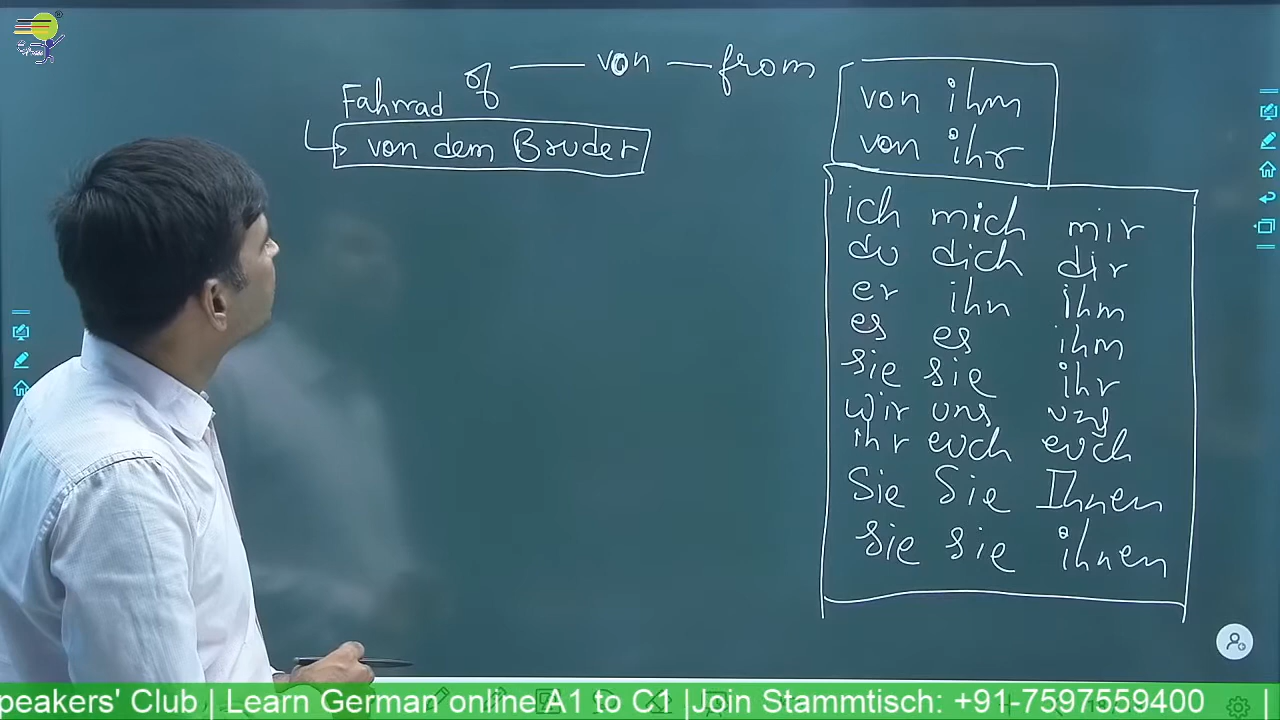 of — von — from
Fahrrad
von dem Bruder
von ihm
von ihr
ich mich mir
du dich dir
er ihn ihm
es es ihm
sie sie ihr
wir uns uns
ihr euch euch
Sie Sie Ihnen
sie sie ihnen
peakers' Club | Learn German online A1 to C1 |Join Stammtisch: +91-7597559400 |